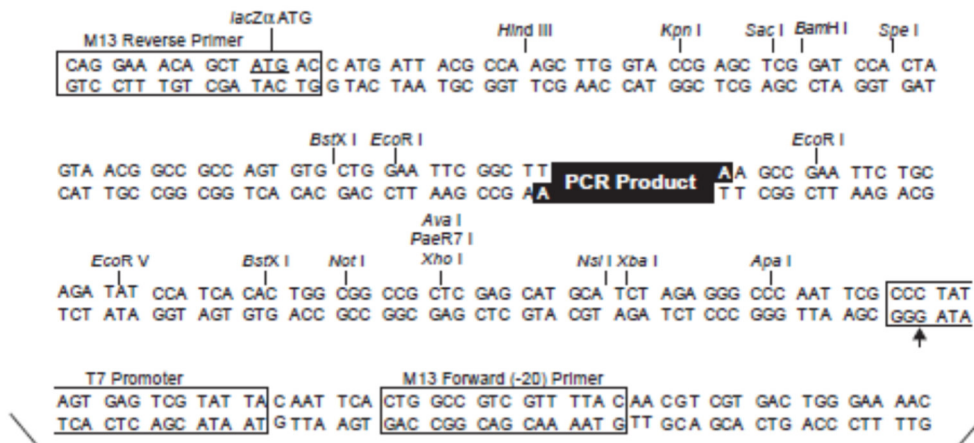 lacZα ATG
M13 Reverse Primer Hind III Kpn I Sac I BamH I Spe I
CAG GAA ACA GCT ATG AC C ATG ATT ACG CCA AGC TTG GTA CCG AGC TCG GAT CCA CTA
GTC CTT TGT CGA TAC TG G TAC TAA TGC GGT TCG AAC CAT GGC TCG AGC CTA GGT GAT
BstX I EcoR I EcoR I
GTA ACG GCC GCC AGT GTG CTG GAA TTC GGC TT PCR Product A A GCC GAA TTC TGC
CAT TGC CGG CGG TCA CAC GAC CTT AAG CCG A A T T CGG CTT AAG ACG
Ava I
PaeR7 I
EcoR V BstX I Not I Xho I Nsi I Xba I Apa I
AGA TAT CCA TCA CAC TGG CGG CCG CTC GAG CAT GCA TCT AGA GGG CCC AAT TCG CCC TAT
TCT ATA GGT AGT GTG ACC GCC GGC GAG CTC GTA CGT AGA TCT CCC GGG TTA AGC GGG ATA
T7 Promoter M13 Forward (-20) Primer
AGT GAG TCG TAT TA C AAT TCA CTG GCC GTC GTT TTA C AA CGT CGT GAC TGG GAA AAC
TCA CTC AGC ATA AT G TTA AGT GAC CGG CAG CAA AAT G TT GCA GCA CTG ACC CTT TTG